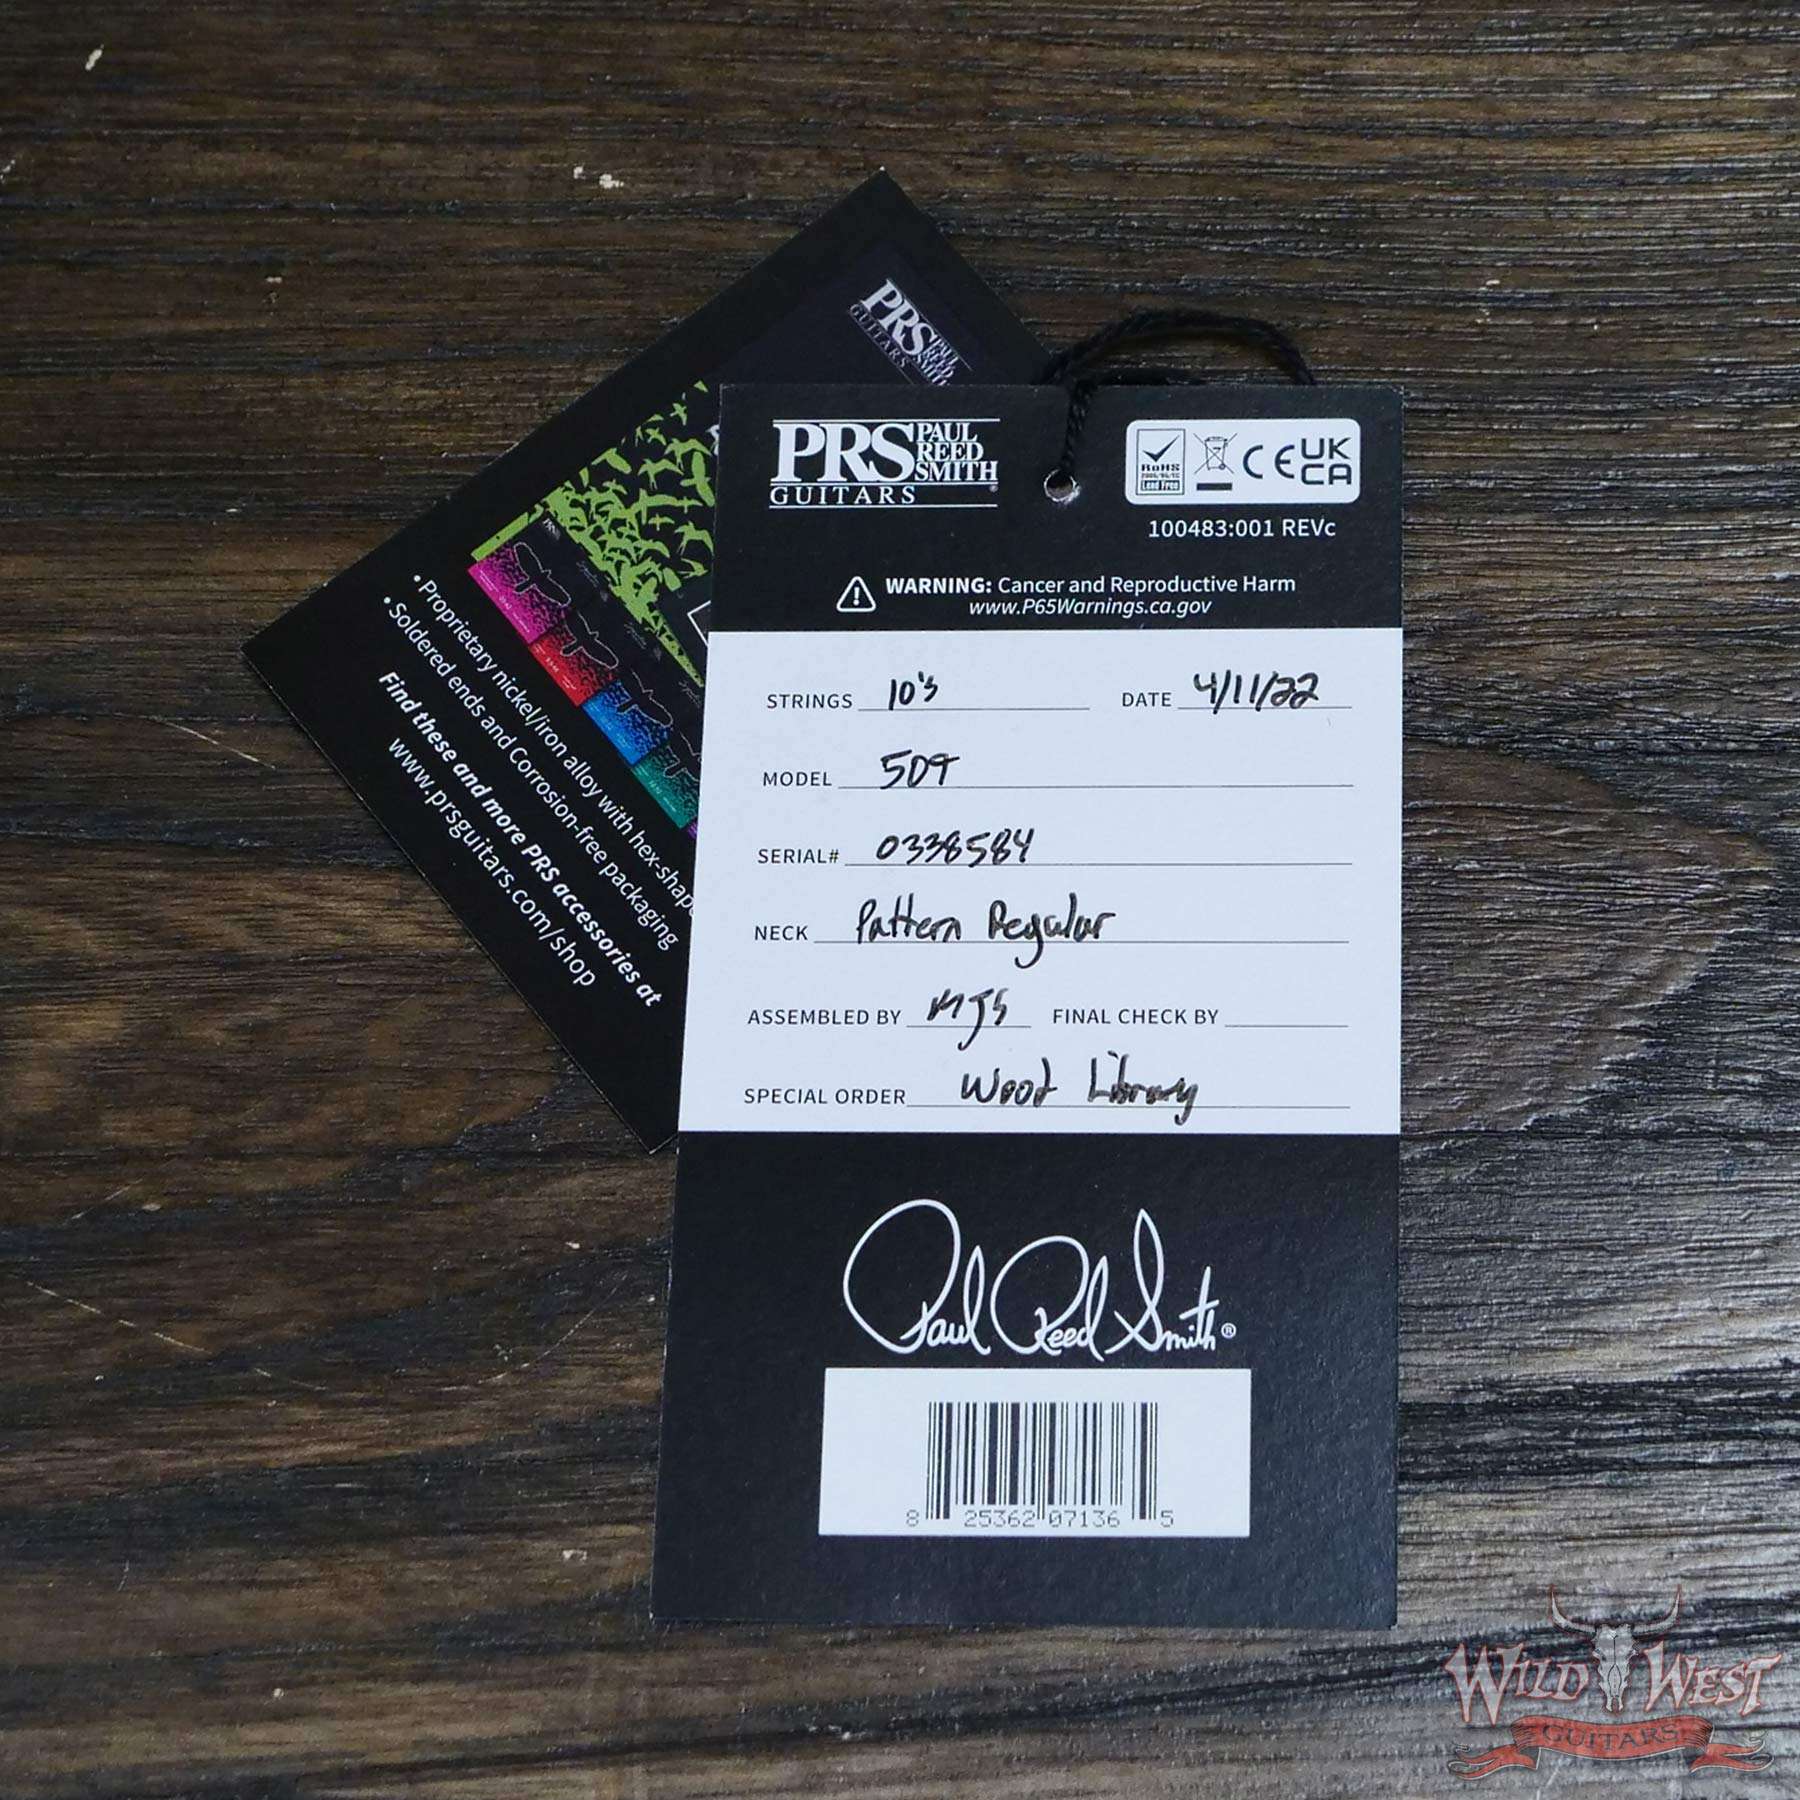 PRS PAUL REED SMITH
GUITARS
• Proprietary nickel/iron alloy with hex-shap
• Soldered ends and Corrosion-free packaging
Find these and more PRS accessories at
www.prsguitars.com/shop
PRS PAUL REED SMITH
GUITARS
RoHS
Lead Free
CE UK CA
100483:001 REVc
WARNING: Cancer and Reproductive Harm
www.P65Warnings.ca.gov
STRINGS 10's DATE 4/11/22
MODEL 509
SERIAL# 0338584
NECK Pattern Regular
ASSEMBLED BY MJS FINAL CHECK BY
SPECIAL ORDER Wood Library
Paul Reed Smith®
8 25362 07136 5
WILD WEST
GUITARS